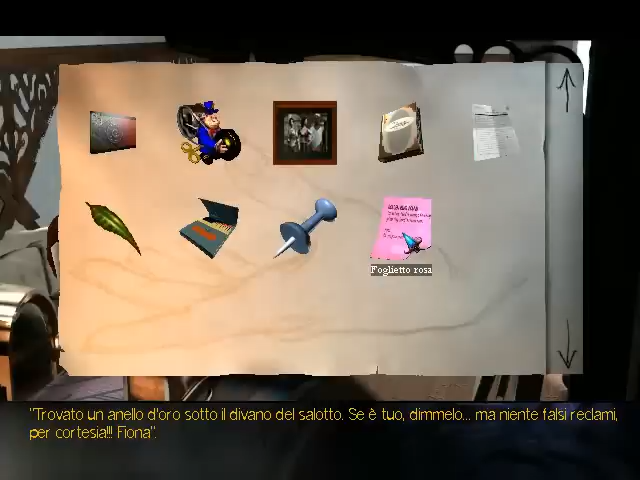 Foglietto rosa
"Trovato un anello d'oro sotto il divano del salotto. Se è tuo, dimmelo... ma niente falsi reclami,
per cortesia!!! Fiona".